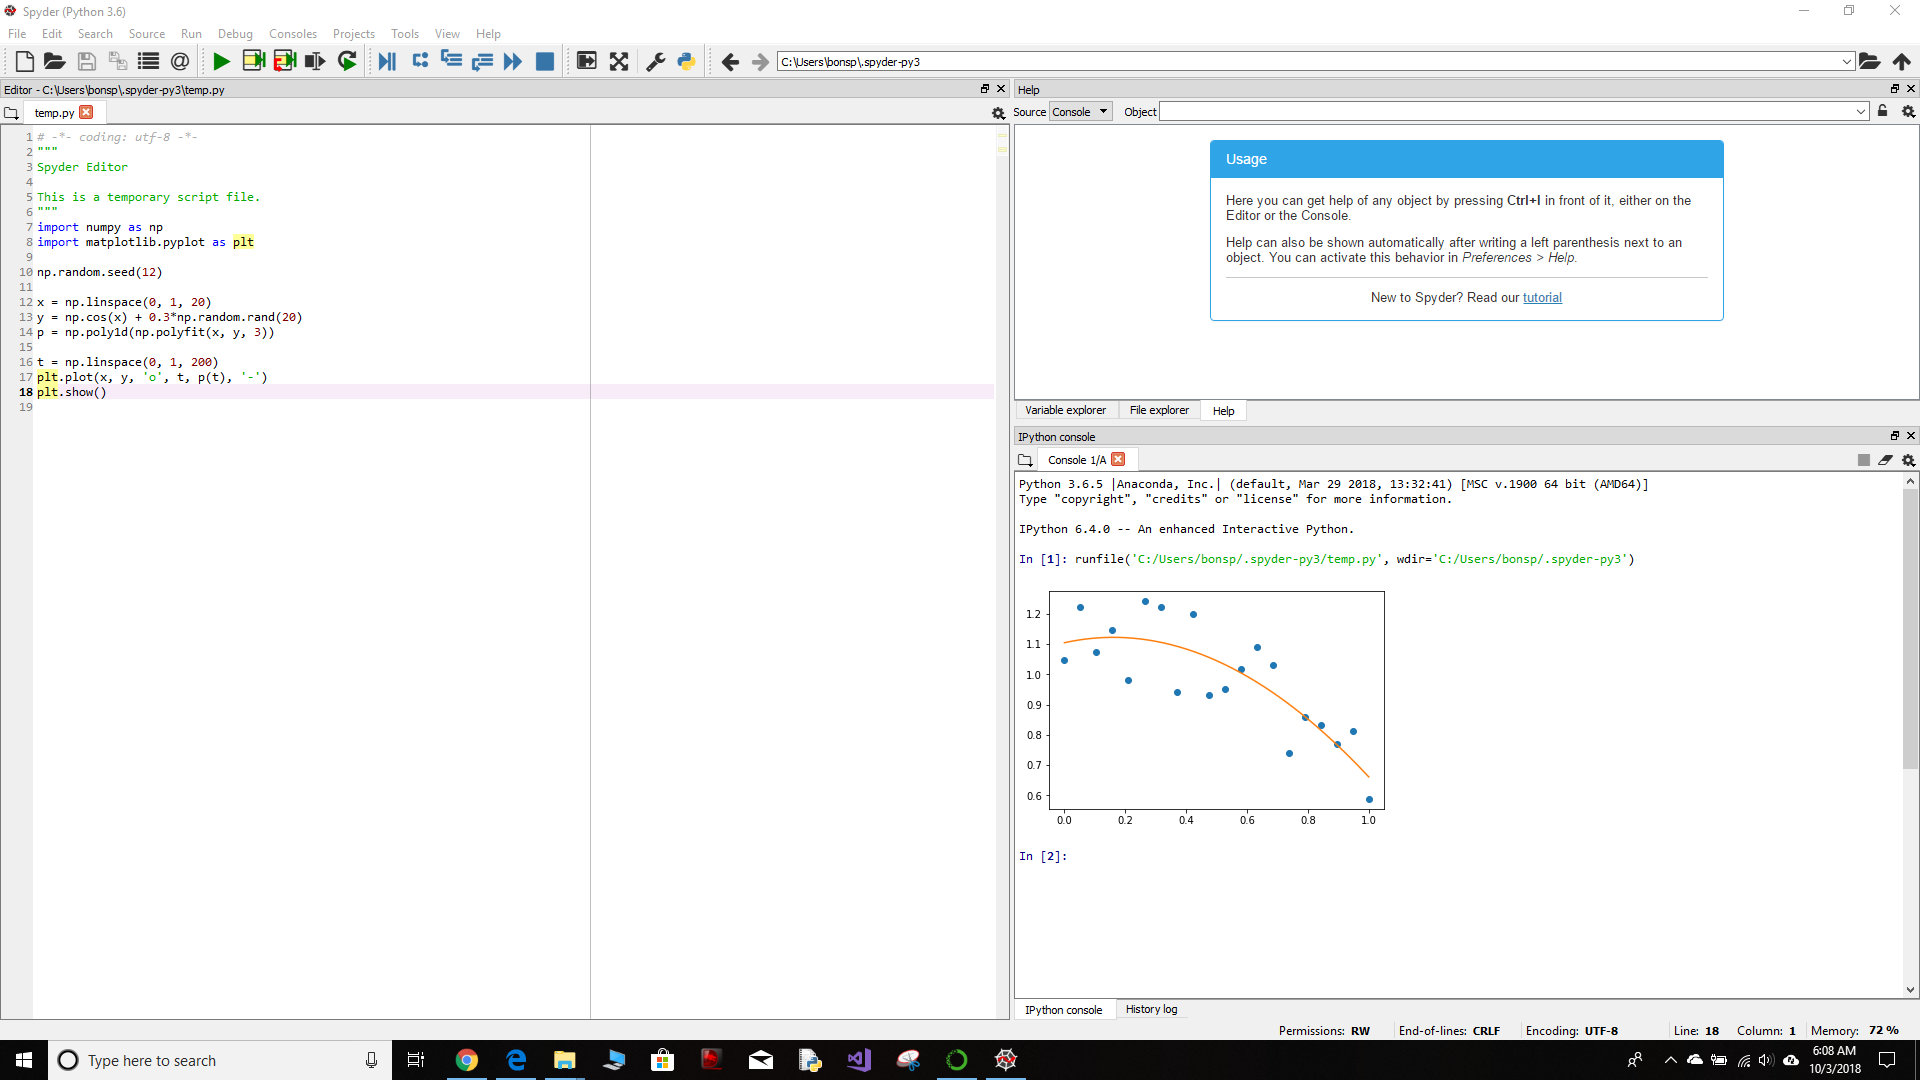 Spyder (Python 3.6)
File Edit Search Source Run Debug Consoles Projects Tools View Help
C:\Users\bonsp\.spyder-py3
Editor - C:\Users\bonsp\.spyder-py3\temp.py
temp.py
1 # -*- coding: utf-8 -*-
2 """
3 Spyder Editor
4
5 This is a temporary script file.
6 """
7 import numpy as np
8 import matplotlib.pyplot as plt
9
10 np.random.seed(12)
11
12 x = np.linspace(0, 1, 20)
13 y = np.cos(x) + 0.3*np.random.rand(20)
14 p = np.poly1d(np.polyfit(x, y, 3))
15
16 t = np.linspace(0, 1, 200)
17 plt.plot(x, y, 'o', t, p(t), '-')
18 plt.show()
19
Help
Source Console Object
Usage
Here you can get help of any object by pressing Ctrl+I in front of it, either on the
Editor or the Console.
Help can also be shown automatically after writing a left parenthesis next to an
object. You can activate this behavior in Preferences > Help.
New to Spyder? Read our tutorial
Variable explorer File explorer Help
IPython console
Console 1/A
Python 3.6.5 |Anaconda, Inc.| (default, Mar 29 2018, 13:32:41) [MSC v.1900 64 bit (AMD64)]
Type "copyright", "credits" or "license" for more information.
IPython 6.4.0 -- An enhanced Interactive Python.
In [1]: runfile('C:/Users/bonsp/.spyder-py3/temp.py', wdir='C:/Users/bonsp/.spyder-py3')
1.2
1.1
1.0
0.9
0.8
0.7
0.6
0.0 0.2 0.4 0.6 0.8 1.0
In [2]:
IPython console History log
Permissions: RW End-of-lines: CRLF Encoding: UTF-8 Line: 18 Column: 1 Memory: 72 %
Type here to search
6:08 AM
10/3/2018